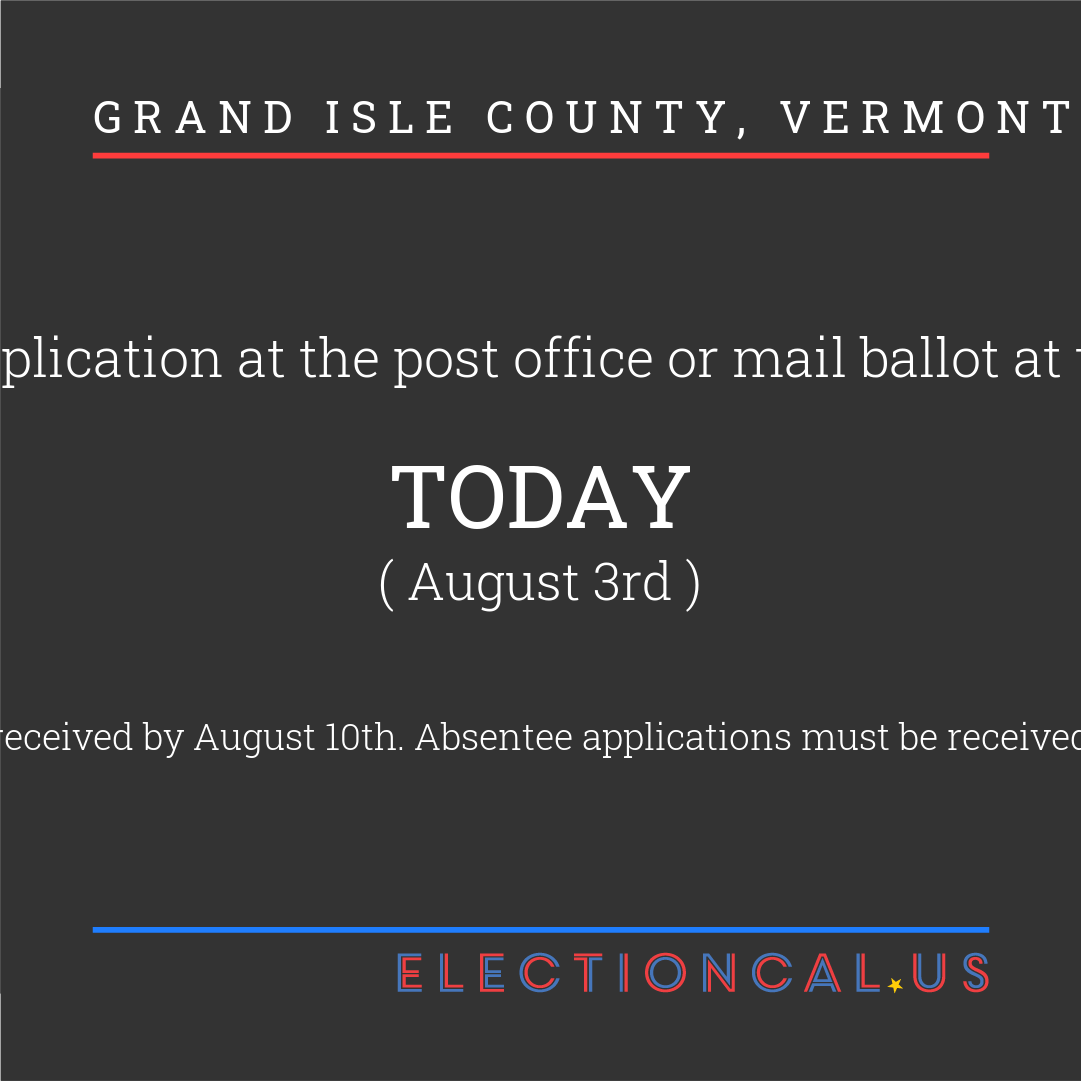 GRAND ISLE COUNTY, VERMONT
plication at the post office or mail ballot at
TODAY
( August 3rd )
received by August 10th. Absentee applications must be received
ELECTIONCAL.US